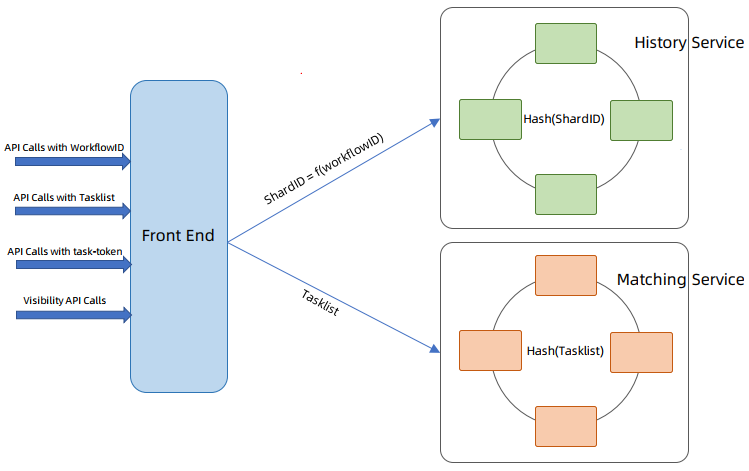 API Calls with WorkflowID
API Calls with Tasklist
API Calls with task-token
Visibility API Calls
Front End
ShardID = f(workflowID)
Tasklist
History Service
Hash(ShardID)
Matching Service
Hash(Tasklist)